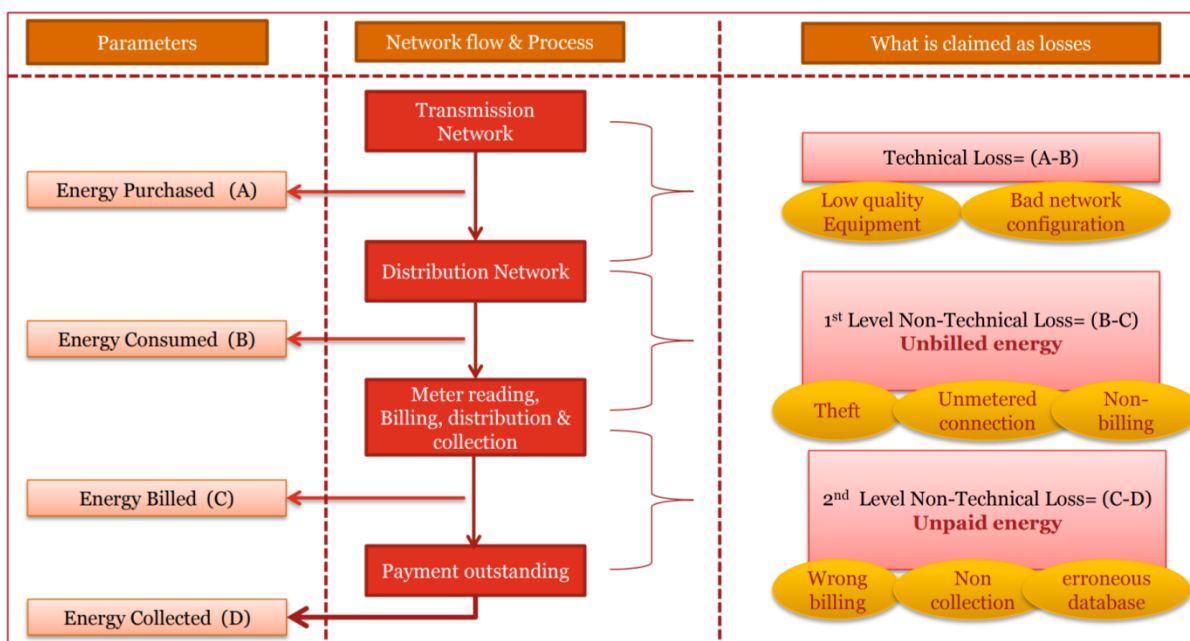 Parameters
Network flow & Process
What is claimed as losses
Transmission
Network
Technical Loss= (A-B)
Energy Purchased (A)
Low quality
Equipment
Bad network
configuration
Distribution Network
Energy Consumed (B)
1st Level Non-Technical Loss= (B-C)
Unbilled energy
Meter reading,
Billing, distribution &
collection
Theft
Unmetered
connection
Non-
billing
Energy Billed (C)
2nd Level Non-Technical Loss= (C-D)
Unpaid energy
Payment outstanding
Wrong
billing
Non
collection
erroneous
database
Energy Collected (D)